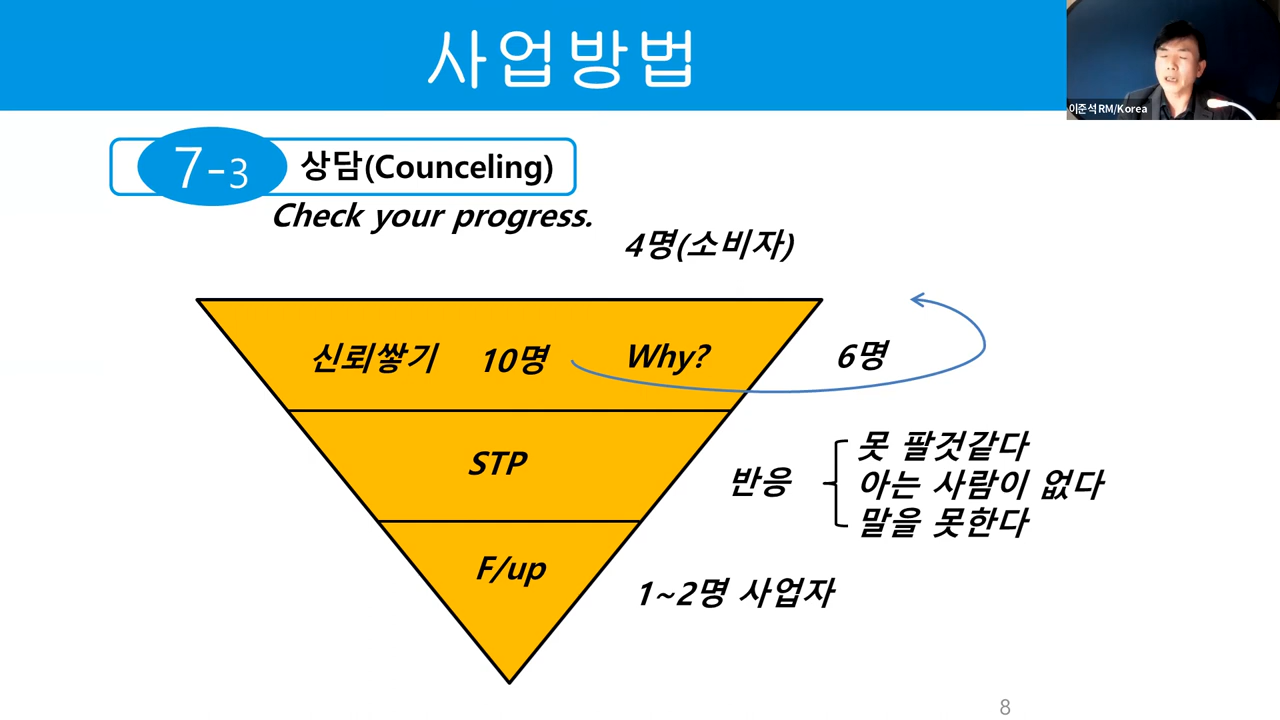 사업방법
이준석 RM/Korea
7-3 상담(Counceling)
Check your progress.
4명(소비자)
신뢰쌓기 10명 Why? 6명
STP
반응
못 팔것같다
아는 사람이 없다
말을 못한다
F/up
1~2명 사업자
8